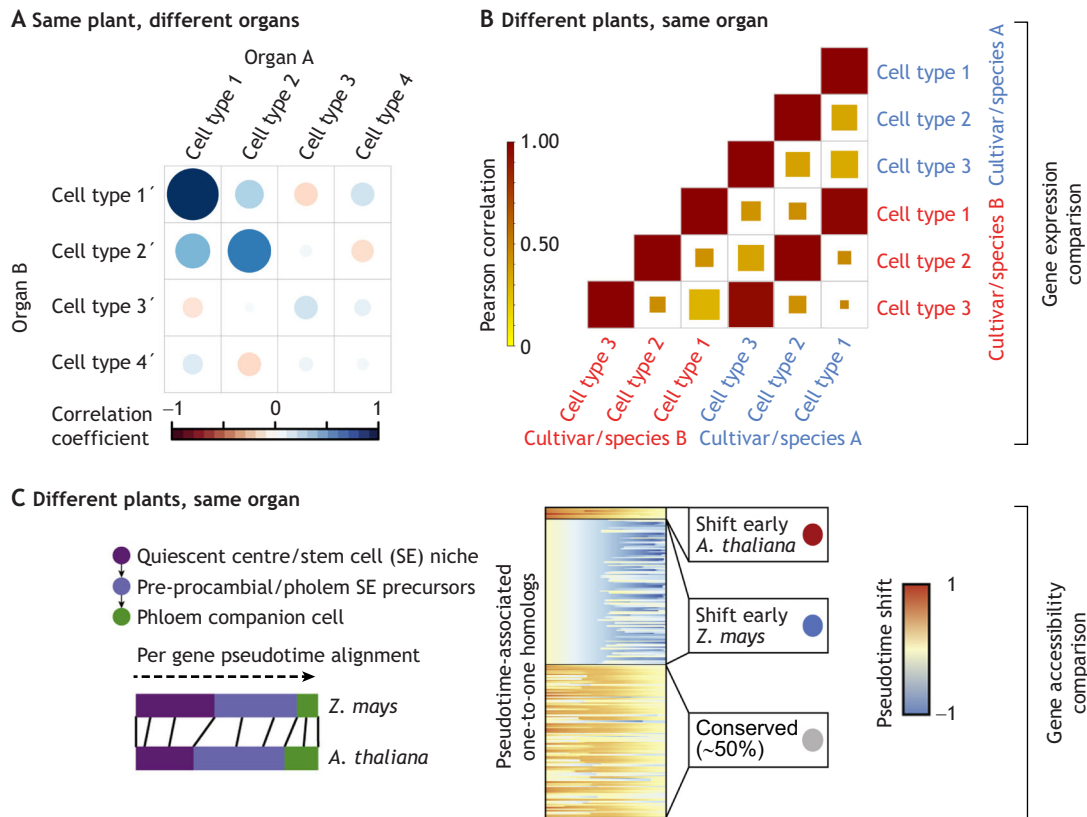 A Same plant, different organs
Organ A
Cell type 1
Cell type 2
Cell type 3
Cell type 4
Organ B
Cell type 1´
Cell type 2´
Cell type 3´
Cell type 4´
Correlation
coefficient
−1
0
1
B Different plants, same organ
Pearson correlation
1.00
0.50
0
Cell type 1
Cell type 2
Cell type 3
Cultivar/species A
Cell type 1
Cell type 2
Cell type 3
Cultivar/species B
Cell type 3
Cell type 2
Cell type 1
Cell type 3
Cell type 2
Cell type 1
Cultivar/species B
Cultivar/species A
Gene expression
comparison
C Different plants, same organ
Quiescent centre/stem cell (SE) niche
Pre-procambial/pholem SE precursors
Phloem companion cell
Per gene pseudotime alignment
Z. mays
A. thaliana
Pseudotime-associated
one-to-one homologs
Shift early
A. thaliana
Shift early
Z. mays
Conserved
(~50%)
Pseudotime shift
1
−1
Gene accessibility
comparison